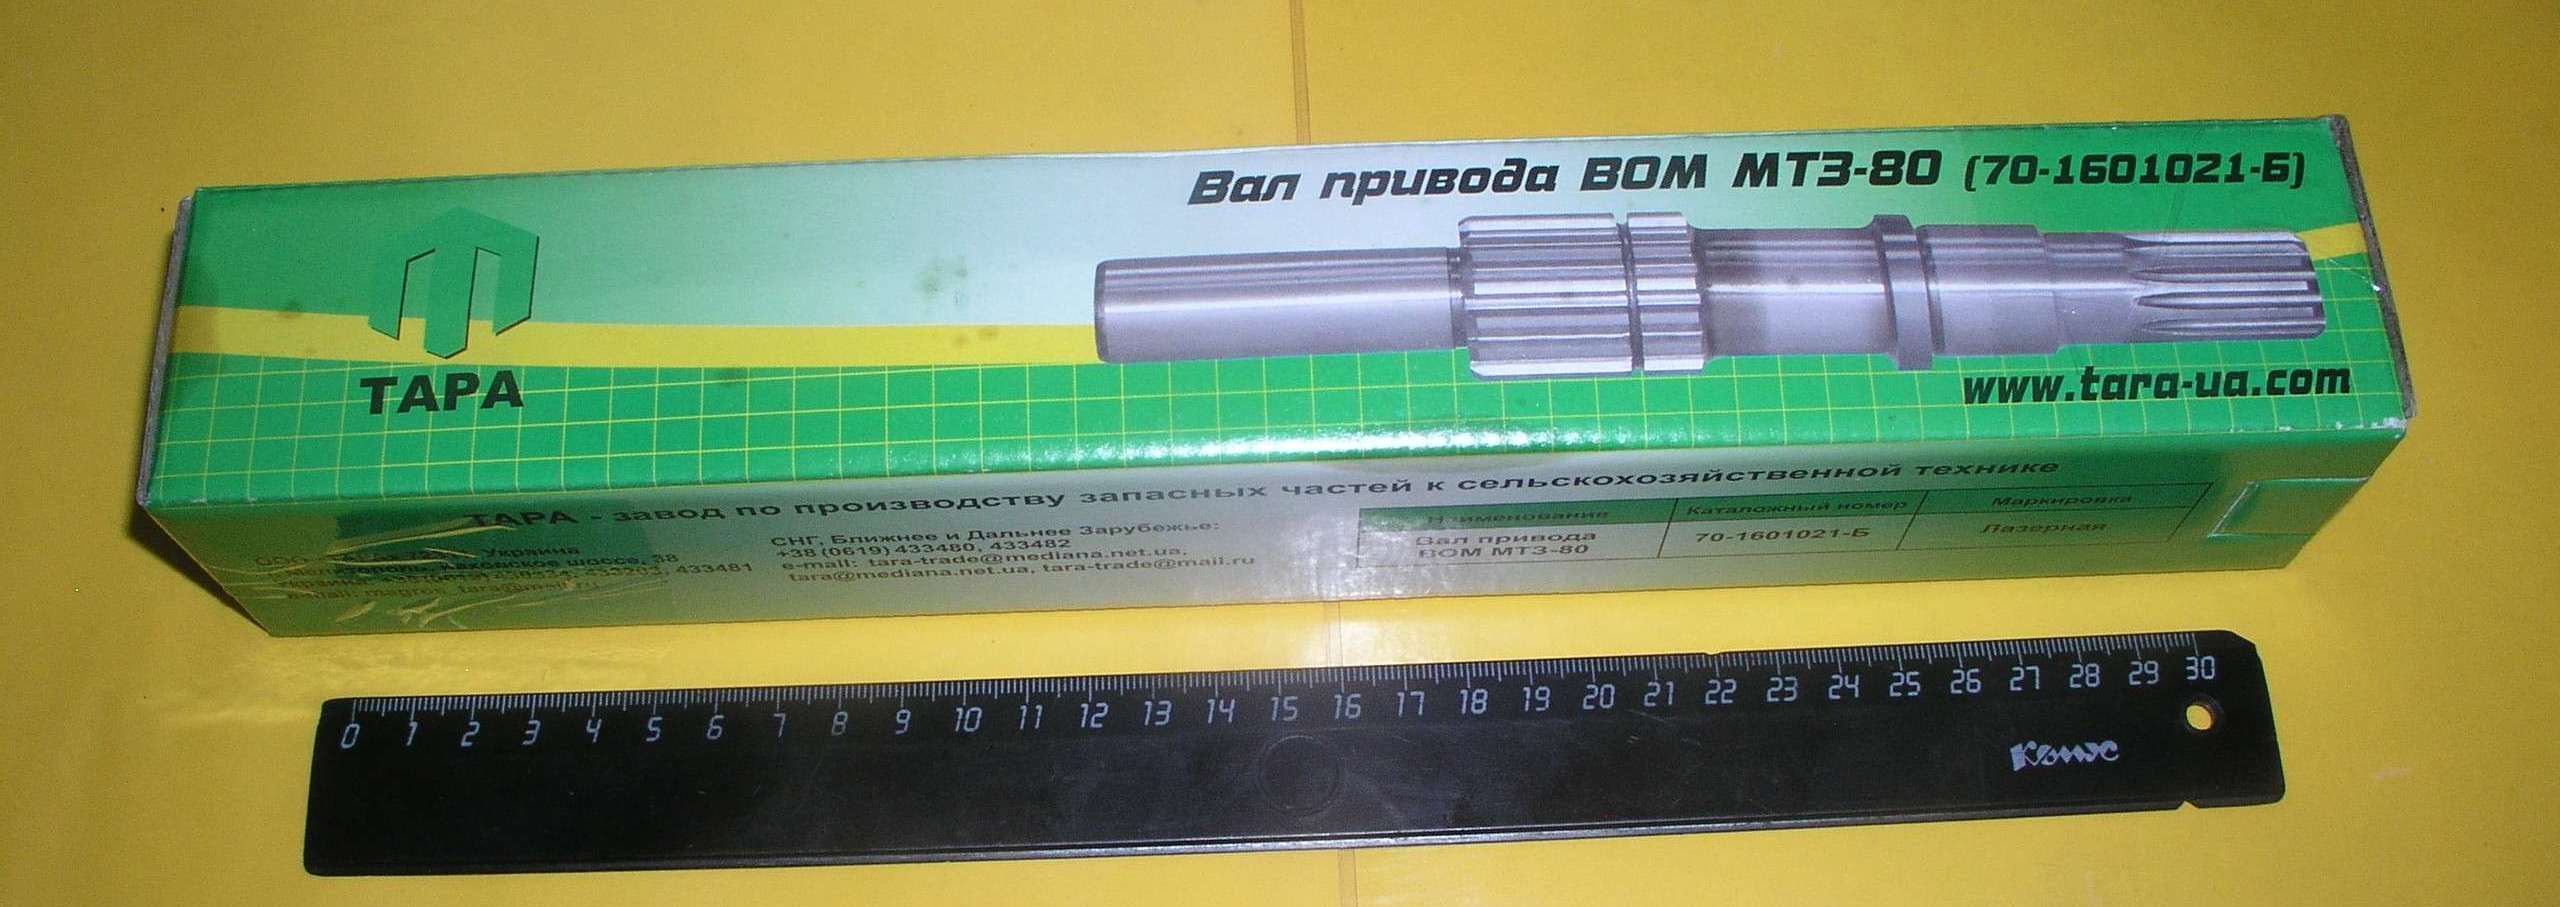 Вал привода ВОМ МТЗ-80 (70-1601021-Б)
ТАРА
www.tara-ua.com
ТАРА - завод по производству запасных частей к сельскохозяйственной технике
Украина
шоссе, 38
433481
СНГ, Ближнее и Дальнее Зарубежье:
+38 (0619) 433480, 433482
e-mail: tara-trade@mediana.net.ua,
tara@mediana.net.ua, tara-trade@mail.ru
Наименование Каталожный номер Маркировка
Вал привода 70-1601021-Б Лазерная
ВОМ МТЗ-80
0 1 2 3 4 5 6 7 8 9 10 11 12 13 14 15 16 17 18 19 20 21 22 23 24 25 26 27 28 29 30
Комус